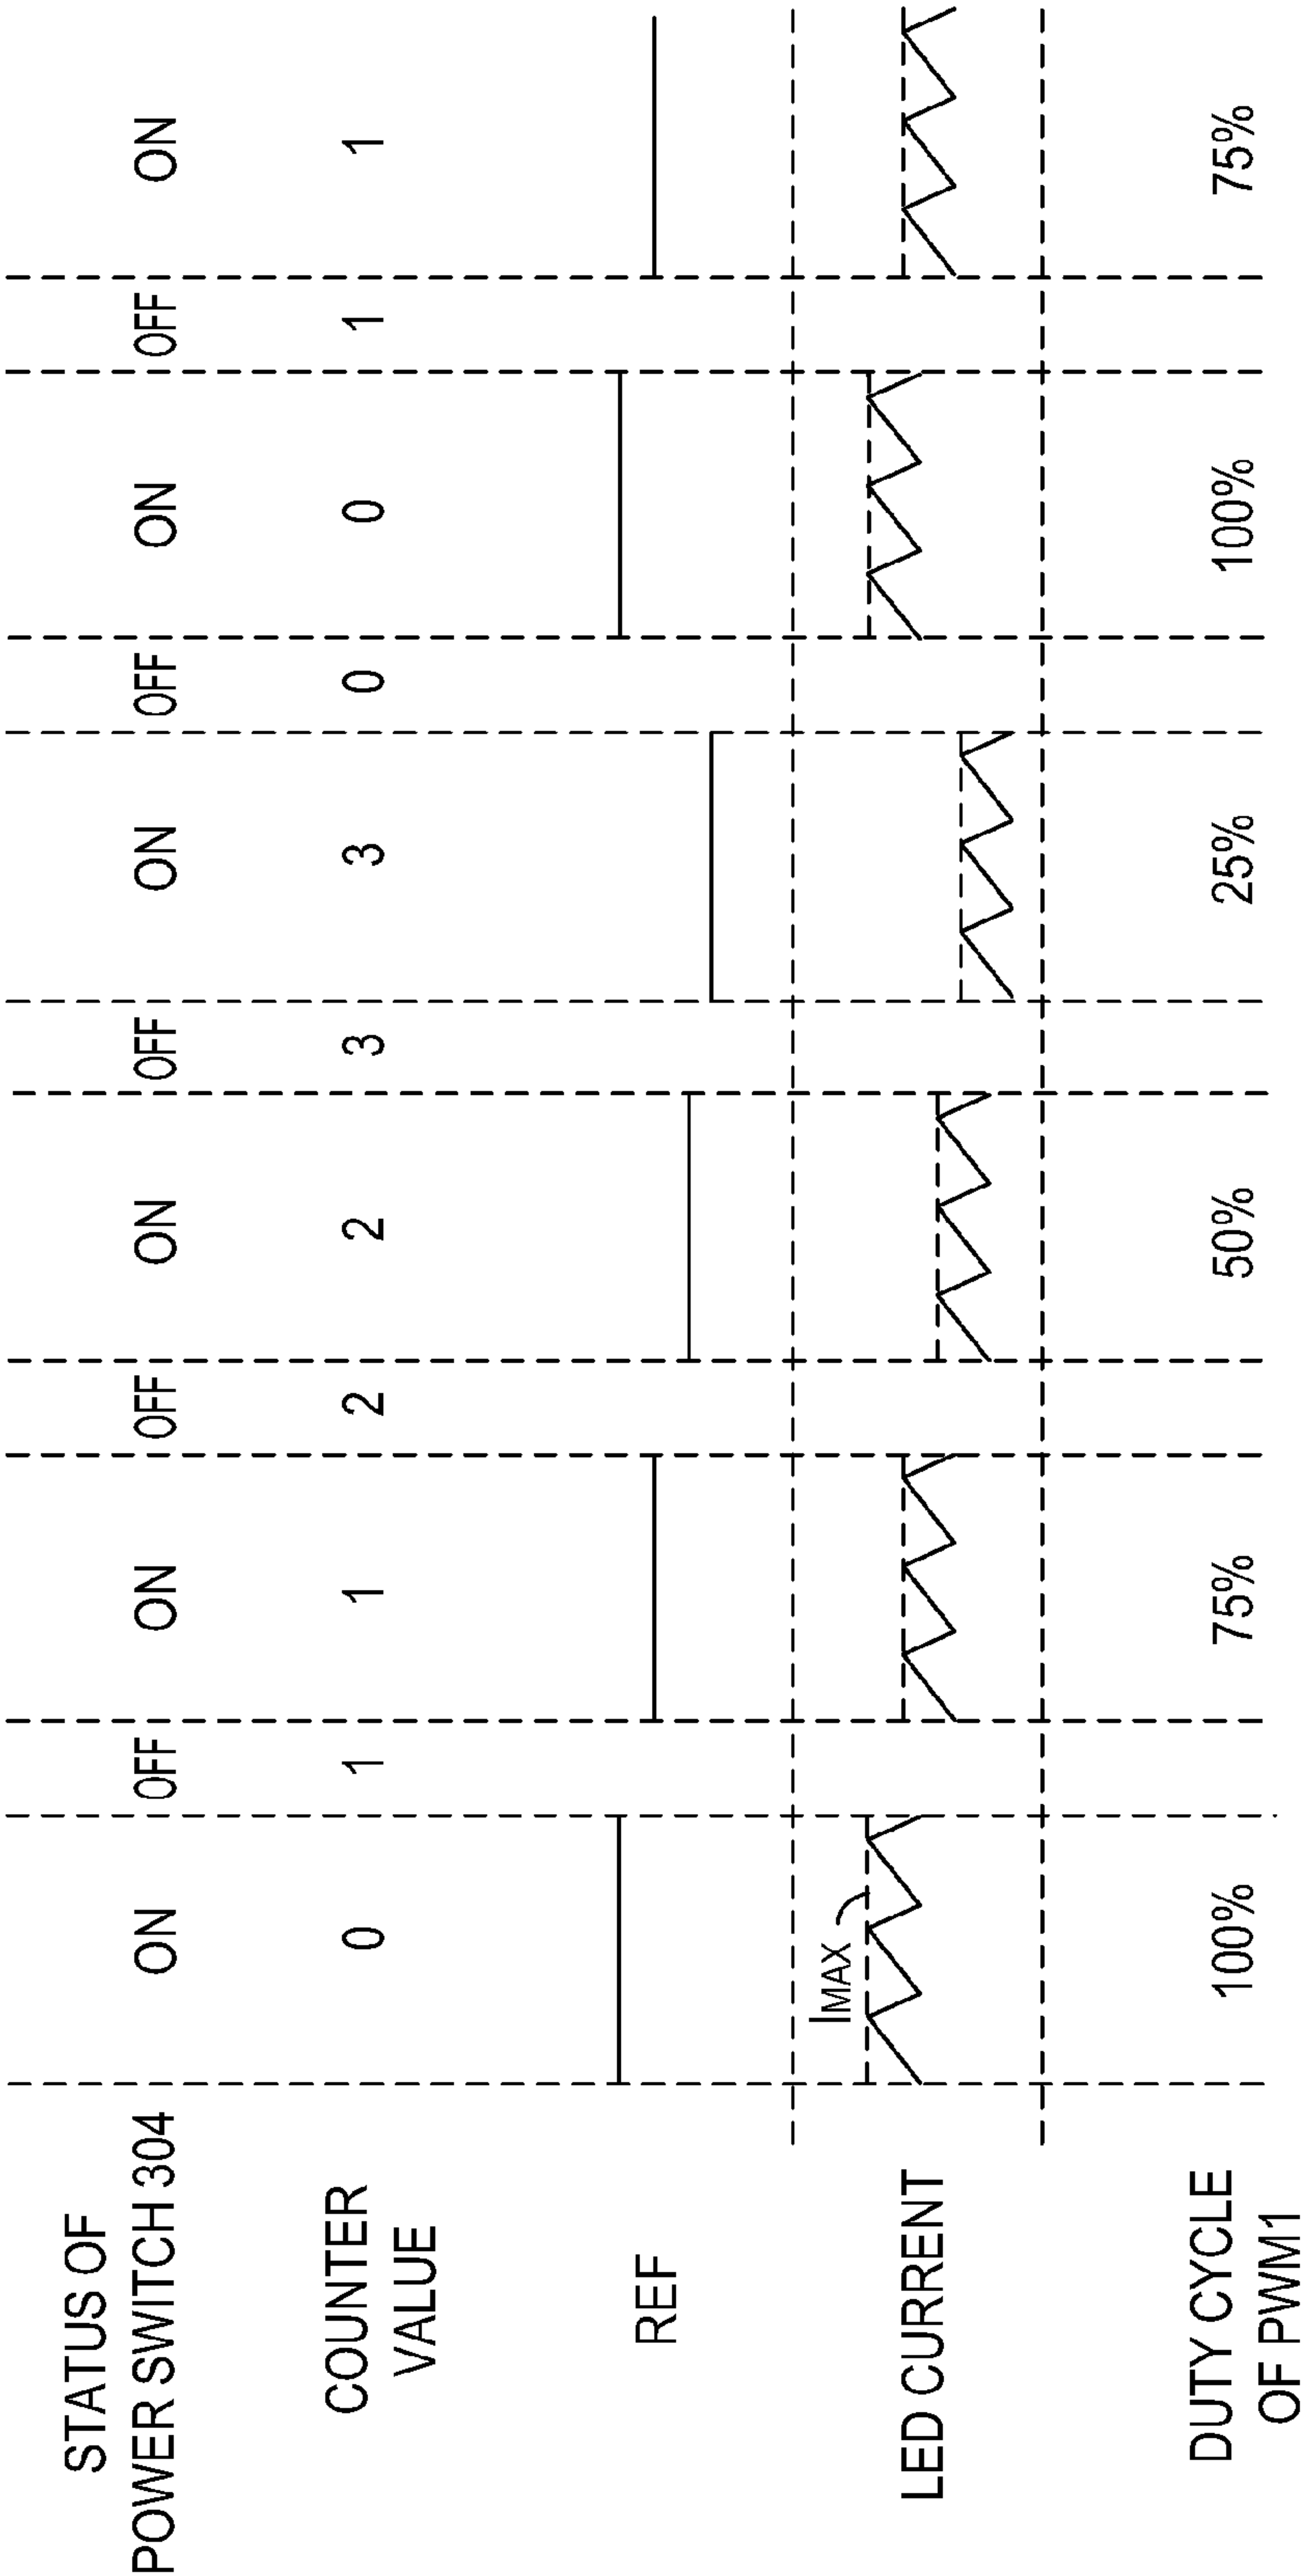 STATUS OF
POWER SWITCH 304
ON OFF ON OFF ON OFF ON OFF ON OFF ON
COUNTER
VALUE
0 1 1 2 2 3 3 0 0 1 1
REF
LED CURRENT
IMAX
DUTY CYCLE
OF PWM1
100% 75% 50% 25% 100% 75%